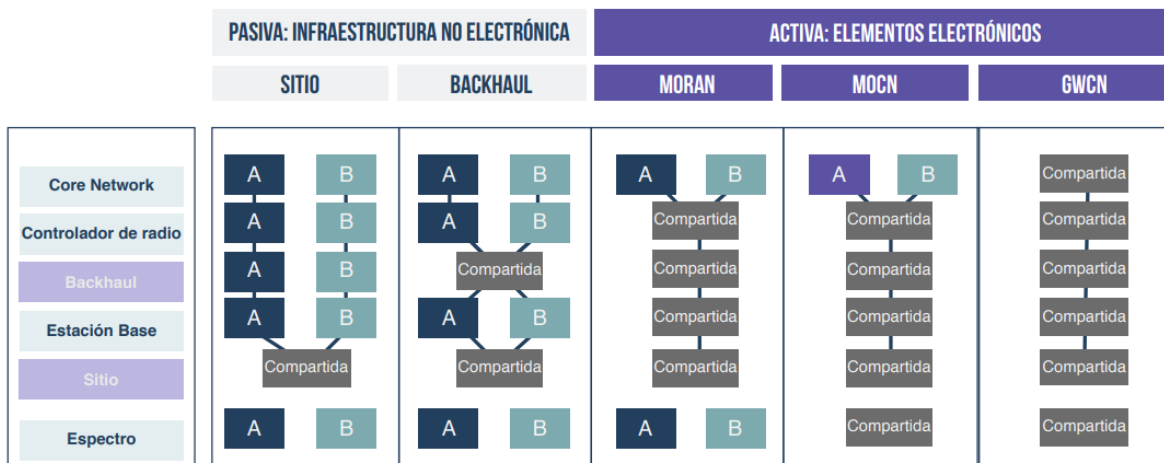 PASIVA: INFRAESTRUCTURA NO ELECTRÓNICA ACTIVA: ELEMENTOS ELECTRÓNICOS
SITIO BACKHAUL MORAN MOCN GWCN
Core Network A B A B A B A B Compartida
Controlador de radio A B A B Compartida Compartida Compartida
Backhaul A B Compartida Compartida Compartida Compartida
Estación Base A B A B Compartida Compartida Compartida
Sitio Compartida Compartida Compartida Compartida Compartida
Espectro A B A B A B Compartida Compartida